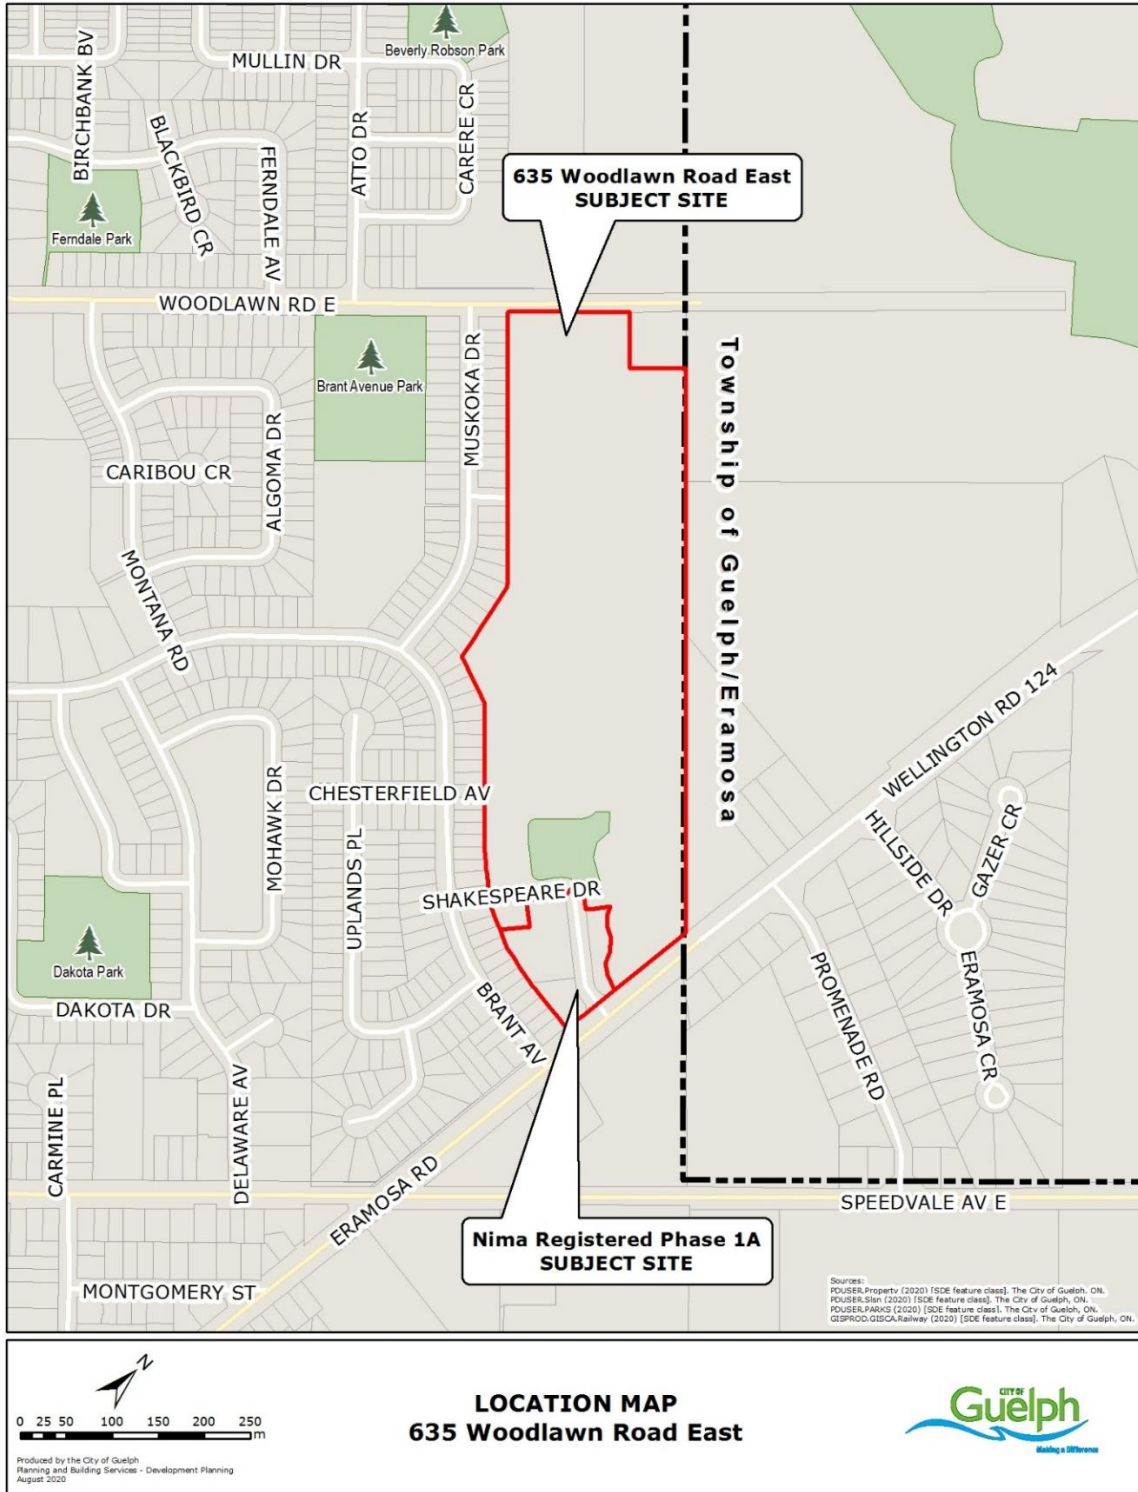 Beverly Robson Park
MULLIN DR
BIRCHBANK BV
BLACKBIRD CR
FERNDALE AV
ATTO DR
CARERE CR
635 Woodlawn Road East
SUBJECT SITE
Ferndale Park
WOODLAWN RD E
Brant Avenue Park
MUSKOKA DR
Township of Guelph/Eramosa
CARIBOU CR
ALGOMA DR
MONTANA RD
WELLINGTON RD 124
CHESTERFIELD AV
MOHAWK DR
UPLANDS PL
HILLSIDE DR
GAZER CR
SHAKESPEARE DR
Dakota Park
DAKOTA DR
BRANT AV
PROMENADE RD
ERAMOSA CR
CARMINE PL
DELAWARE AV
ERAMOSA RD
SPEEDVALE AV E
Nima Registered Phase 1A
SUBJECT SITE
MONTGOMERY ST
Sources:
PDUSER.Property (2020) [SDE feature class]. The City of Guelph, ON.
PDUSER.Slsn (2020) [SDE feature class]. The City of Guelph, ON.
PDUSER.PARKS (2020) [SDE feature class]. The City of Guelph, ON.
GISPROD.GISCA.Railway (2020) [SDE feature class]. The City of Guelph, ON.
N
0 25 50 100 150 200 250
m
Produced by the City of Guelph
Planning and Building Services - Development Planning
August 2020
LOCATION MAP
635 Woodlawn Road East
CITY OF
Guelph
Making a Difference